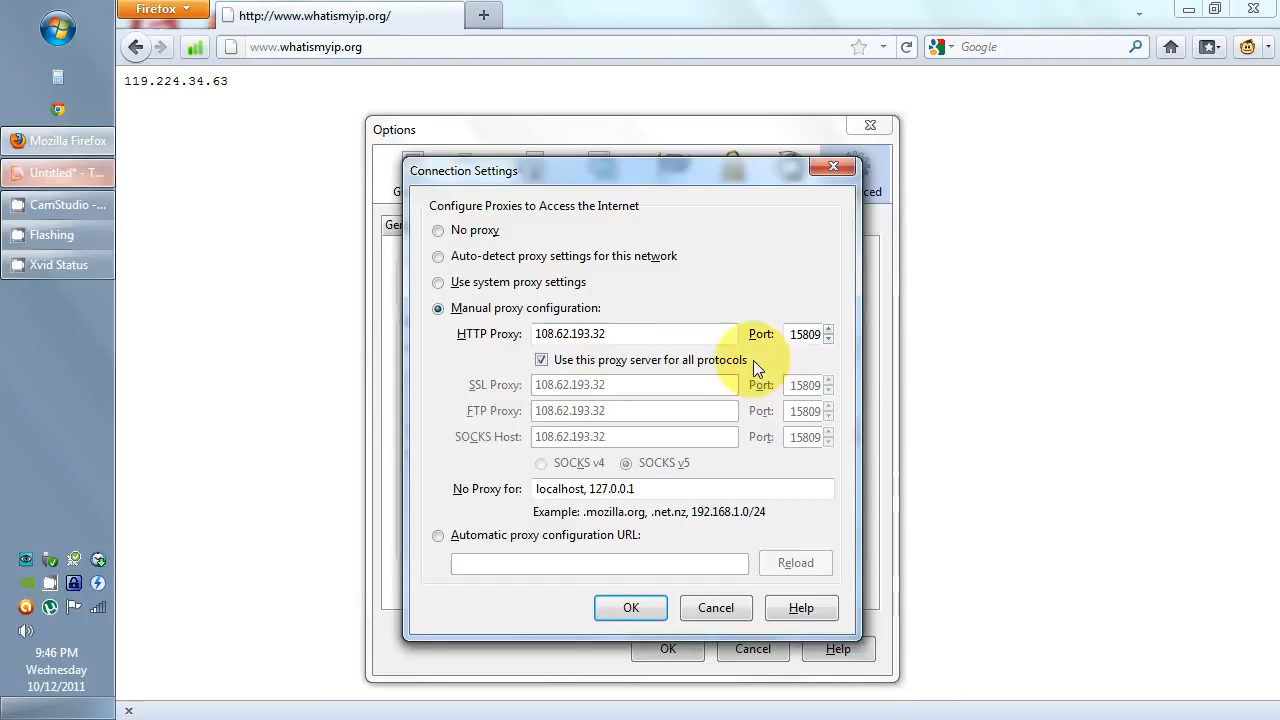 Firefox
http://www.whatismyip.org/
www.whatismyip.org
Google
119.224.34.63
Mozilla Firefox
Untitled* - T...
CamStudio -...
Flashing
Xvid Status
Options
Connection Settings
Configure Proxies to Access the Internet
No proxy
Auto-detect proxy settings for this network
Use system proxy settings
Manual proxy configuration:
HTTP Proxy: 108.62.193.32 Port: 15809
Use this proxy server for all protocols
SSL Proxy: 108.62.193.32 Port: 15809
FTP Proxy: 108.62.193.32 Port: 15809
SOCKS Host: 108.62.193.32 Port: 15809
SOCKS v4 SOCKS v5
No Proxy for: localhost, 127.0.0.1
Example: .mozilla.org, .net.nz, 192.168.1.0/24
Automatic proxy configuration URL:
Reload
OK Cancel Help
OK Cancel Help
9:46 PM
Wednesday
10/12/2011